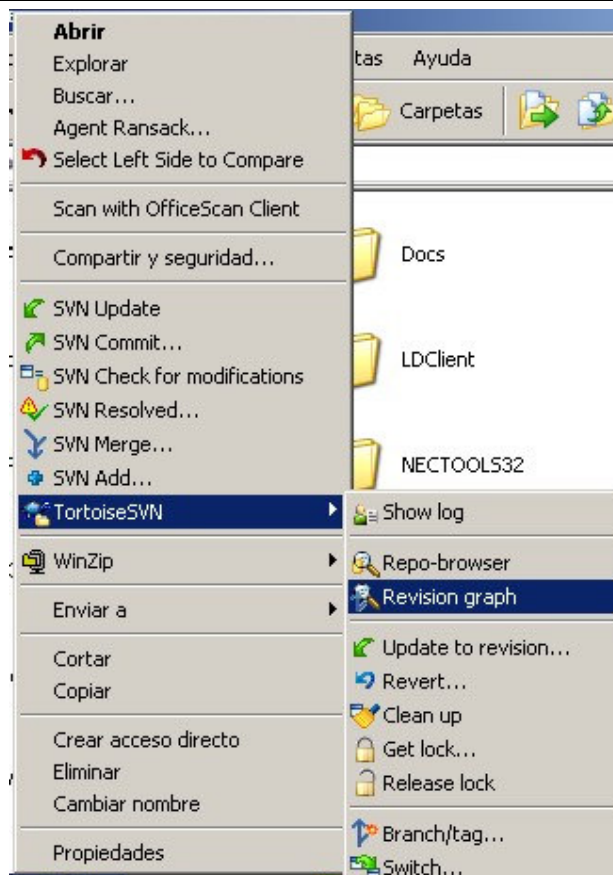 Abrir
Explorar
Buscar...
Agent Ransack...
Select Left Side to Compare
Scan with OfficeScan Client
Compartir y seguridad...
SVN Update
SVN Commit...
SVN Check for modifications
SVN Resolved...
SVN Merge...
SVN Add...
TortoiseSVN
WinZip
Enviar a
Cortar
Copiar
Crear acceso directo
Eliminar
Cambiar nombre
Propiedades
tas Ayuda
Carpetas
Docs
LDClient
NECTOOLS32
Show log
Repo-browser
Revision graph
Update to revision...
Revert...
Clean up
Get lock...
Release lock
Branch/tag...
Switch...